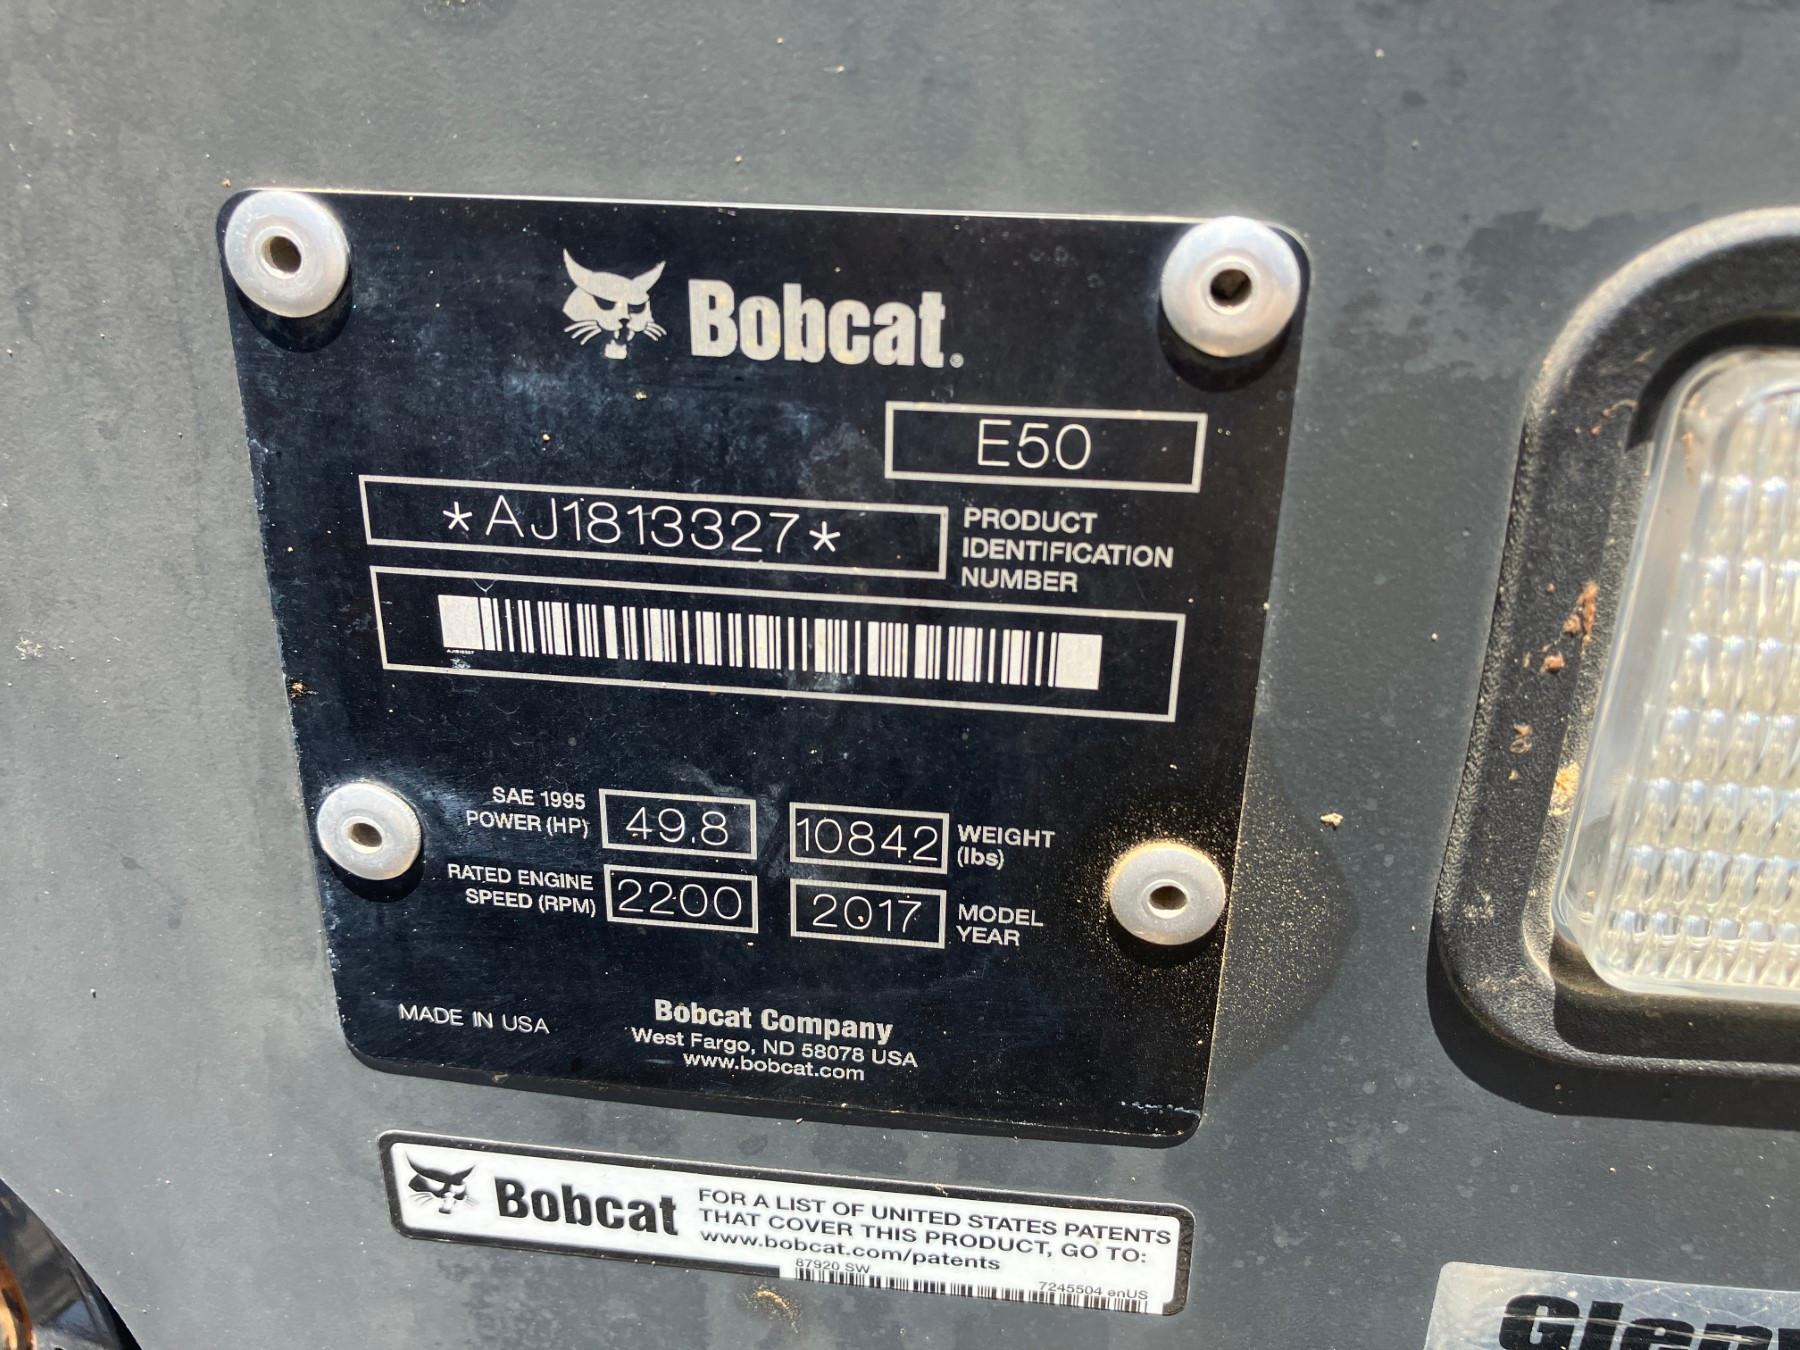 Bobcat®
E50
*AJ1813327*
PRODUCT
IDENTIFICATION
NUMBER
AJ1813327
SAE 1995
POWER (HP)
49.8
10842
WEIGHT
(lbs)
RATED ENGINE
SPEED (RPM)
2200
2017
MODEL
YEAR
MADE IN USA
Bobcat Company
West Fargo, ND 58078 USA
www.bobcat.com
Bobcat
FOR A LIST OF UNITED STATES PATENTS
THAT COVER THIS PRODUCT, GO TO:
www.bobcat.com/patents
87920 SW
7245504 enUS